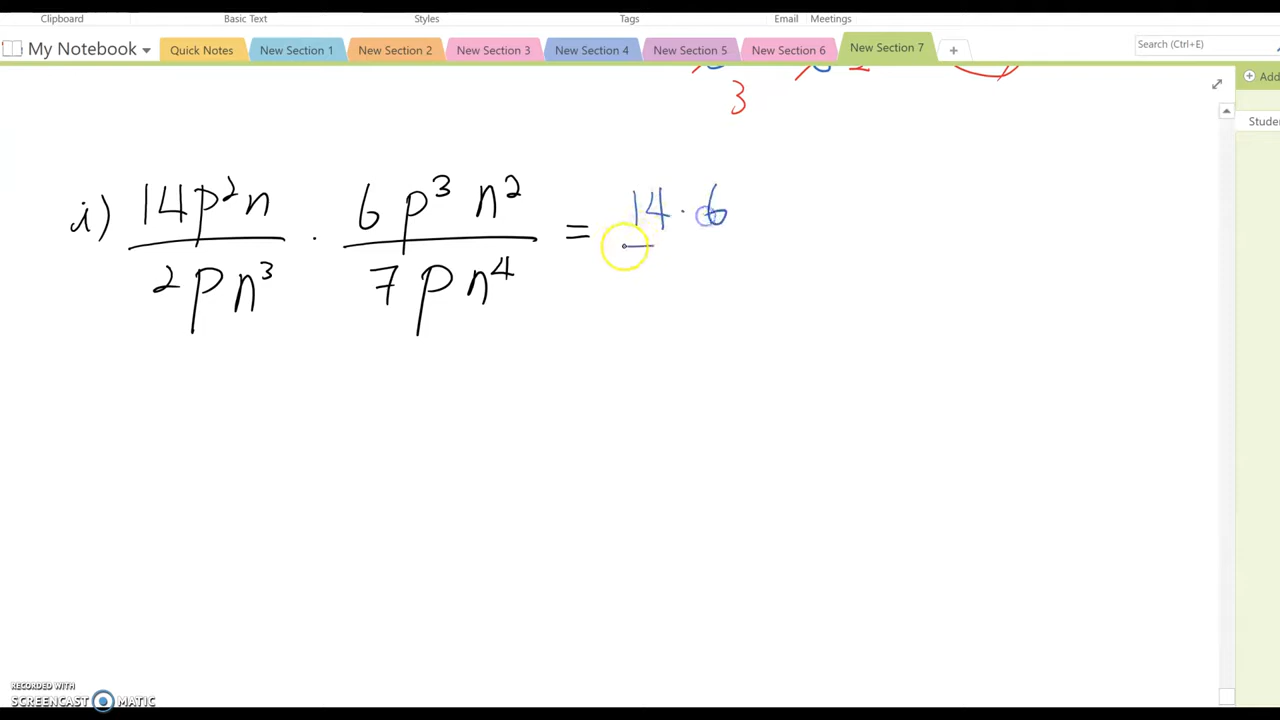 Clipboard Basic Text Styles Tags Email Meetings
My Notebook Quick Notes New Section 1 New Section 2 New Section 3 New Section 4 New Section 5 New Section 6 New Section 7 + Search (Ctrl+E)
Add
Studen
3
i) 14p²n / 2pn³ · 6p³n² / 7pn⁴ = 14 · 6
RECORDED WITH
SCREENCAST MATIC